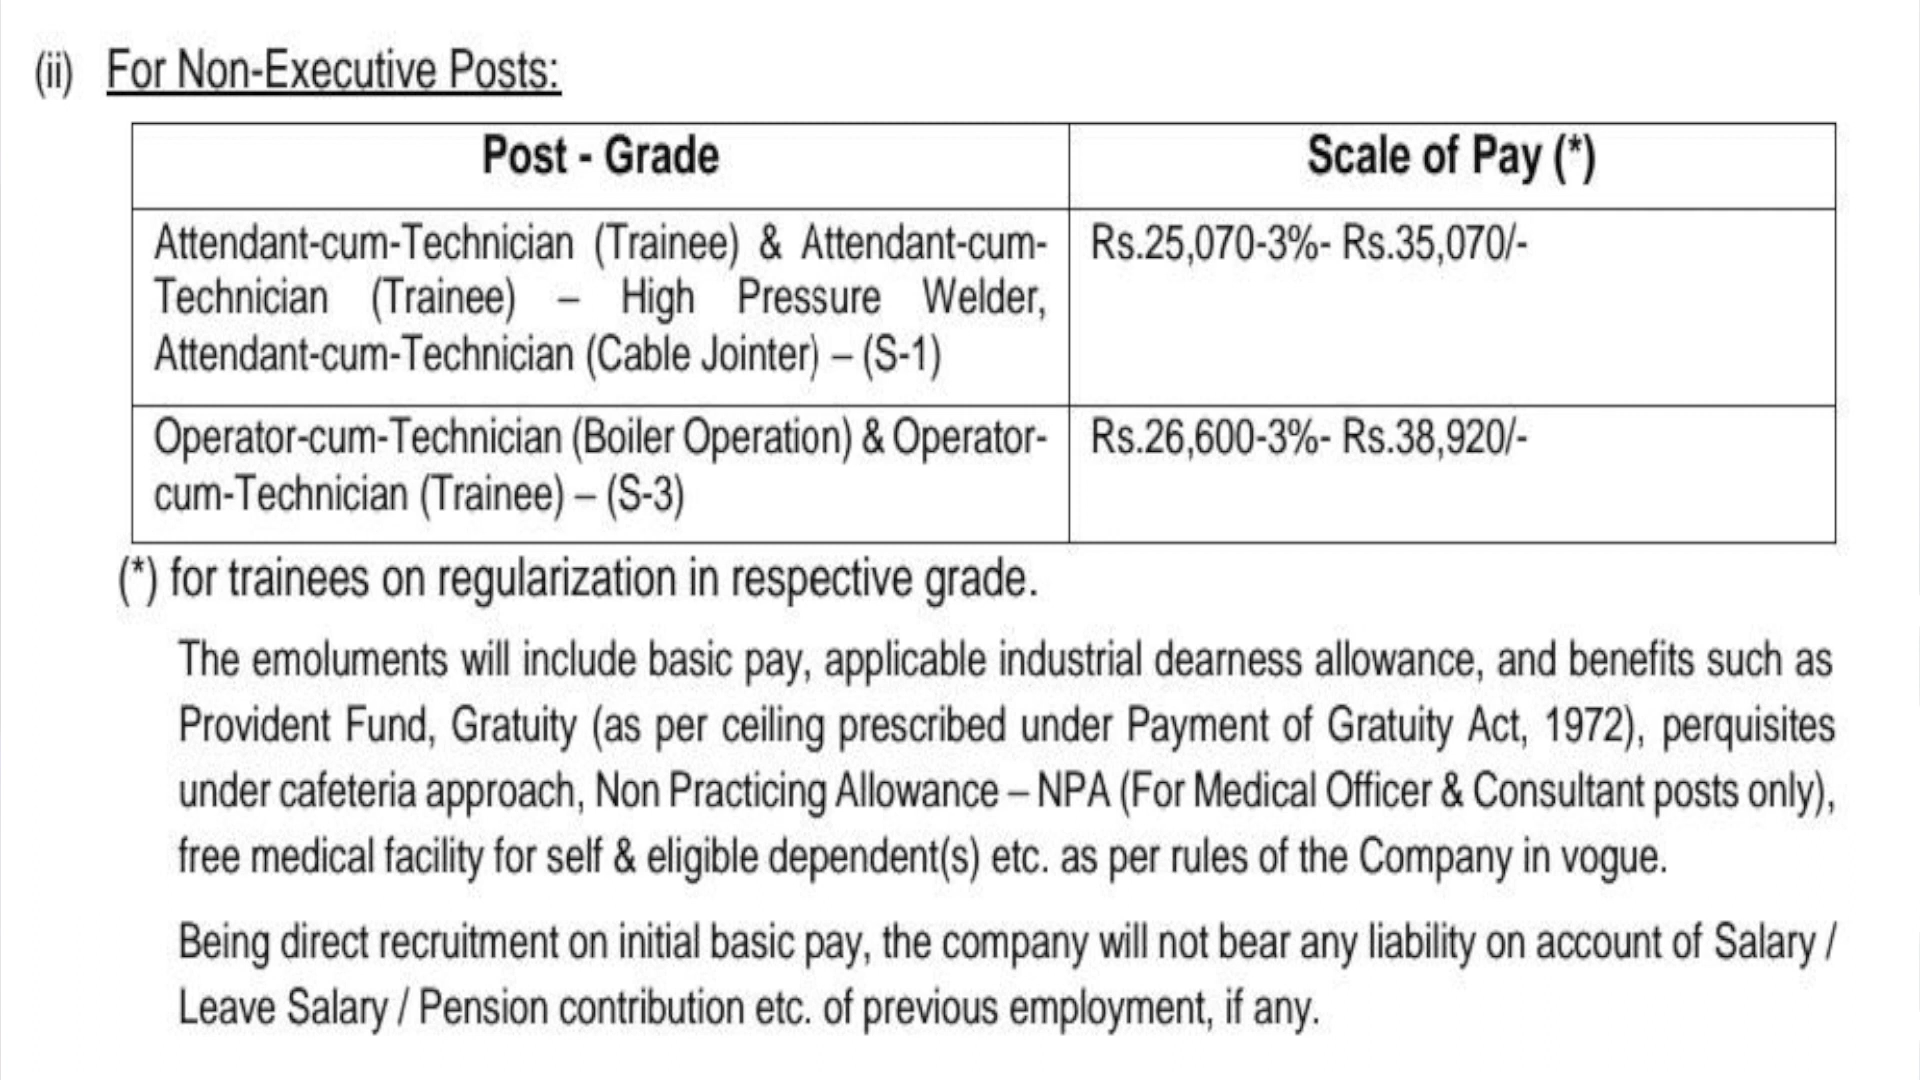 (ii) For Non-Executive Posts:
Post - Grade
Scale of Pay (*)
Attendant-cum-Technician (Trainee) & Attendant-cum-
Technician (Trainee) – High Pressure Welder,
Attendant-cum-Technician (Cable Jointer) – (S-1)
Rs.25,070-3%- Rs.35,070/-
Operator-cum-Technician (Boiler Operation) & Operator-
cum-Technician (Trainee) – (S-3)
Rs.26,600-3%- Rs.38,920/-
(*) for trainees on regularization in respective grade.
The emoluments will include basic pay, applicable industrial dearness allowance, and benefits such as
Provident Fund, Gratuity (as per ceiling prescribed under Payment of Gratuity Act, 1972), perquisites
under cafeteria approach, Non Practicing Allowance – NPA (For Medical Officer & Consultant posts only),
free medical facility for self & eligible dependent(s) etc. as per rules of the Company in vogue.
Being direct recruitment on initial basic pay, the company will not bear any liability on account of Salary /
Leave Salary / Pension contribution etc. of previous employment, if any.